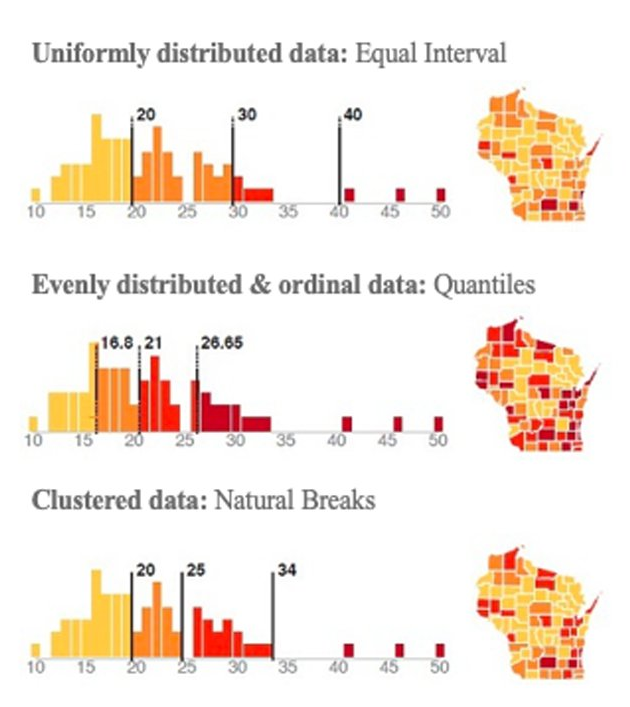 Uniformly distributed data: Equal Interval
20 30 40
10 15 20 25 30 35 40 45 50
Evenly distributed & ordinal data: Quantiles
16.8 21 26.65
10 15 20 25 30 35 40 45 50
Clustered data: Natural Breaks
20 25 34
10 15 20 25 30 35 40 45 50